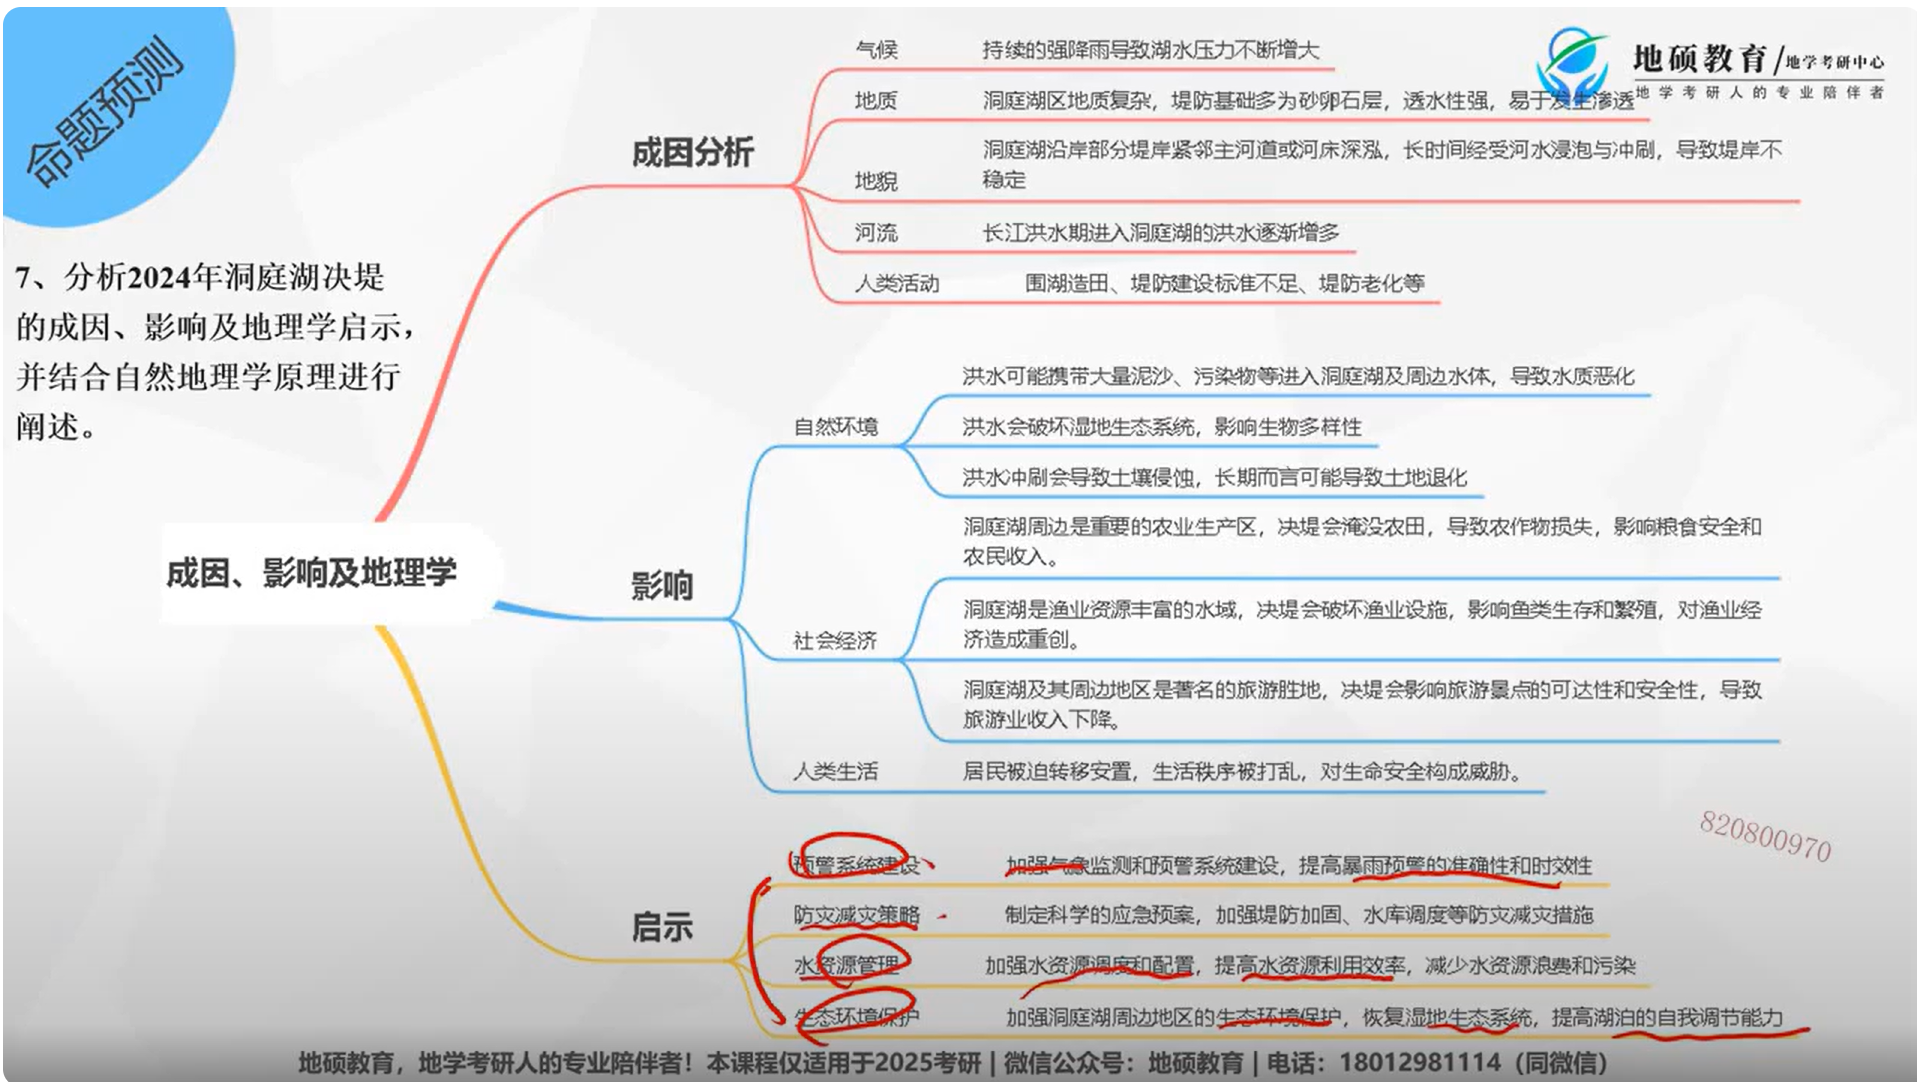 命题预测
地硕教育/地学考研中心
地学考研人的专业陪伴者
7、分析2024年洞庭湖决堤
的成因、影响及地理学启示，
并结合自然地理学原理进行
阐述。
成因、影响及地理学
成因分析
气候 持续的强降雨导致湖水压力不断增大
地质 洞庭湖区地质复杂，堤防基础多为砂卵石层，透水性强，易于发生渗透
地貌 洞庭湖沿岸部分堤岸紧邻主河道或河床深泓，长时间经受河水浸泡与冲刷，导致堤岸不
稳定
河流 长江洪水期进入洞庭湖的洪水逐渐增多
人类活动 围湖造田、堤防建设标准不足、堤防老化等
影响
自然环境
洪水可能携带大量泥沙、污染物等进入洞庭湖及周边水体，导致水质恶化
洪水会破坏湿地生态系统，影响生物多样性
洪水冲刷会导致土壤侵蚀，长期而言可能导致土地退化
社会经济
洞庭湖周边是重要的农业生产区，决堤会淹没农田，导致农作物损失，影响粮食安全和
农民收入。
洞庭湖是渔业资源丰富的水域，决堤会破坏渔业设施，影响鱼类生存和繁殖，对渔业经
济造成重创。
洞庭湖及其周边地区是著名的旅游胜地，决堤会影响旅游景点的可达性和安全性，导致
旅游业收入下降。
人类生活 居民被迫转移安置，生活秩序被打乱，对生命安全构成威胁。
820800970
启示
预警系统建设 加强气象监测和预警系统建设，提高暴雨预警的准确性和时效性
防灾减灾策略 制定科学的应急预案，加强堤防加固、水库调度等防灾减灾措施
水资源管理 加强水资源调度和配置，提高水资源利用效率，减少水资源浪费和污染
生态环境保护 加强洞庭湖周边地区的生态环境保护，恢复湿地生态系统，提高湖泊的自我调节能力
地硕教育，地学考研人的专业陪伴者！本课程仅适用于2025考研 | 微信公众号：地硕教育 | 电话：18012981114（同微信）